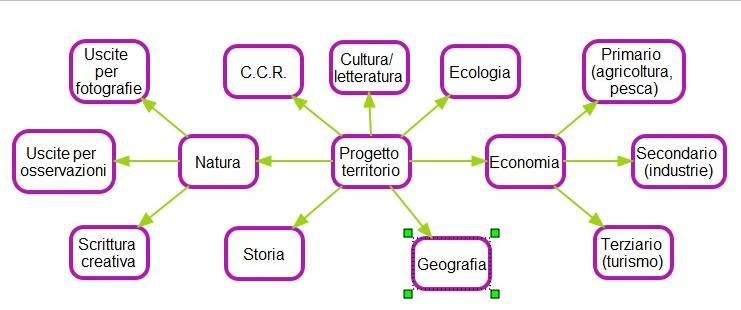 Uscite
per
fotografie
C.C.R.
Cultura/
letteratura
Ecologia
Primario
(agricoltura,
pesca)
Uscite per
osservazioni
Natura
Progetto
territorio
Economia
Secondario
(industrie)
Scrittura
creativa
Storia
Geografia
Terziario
(turismo)